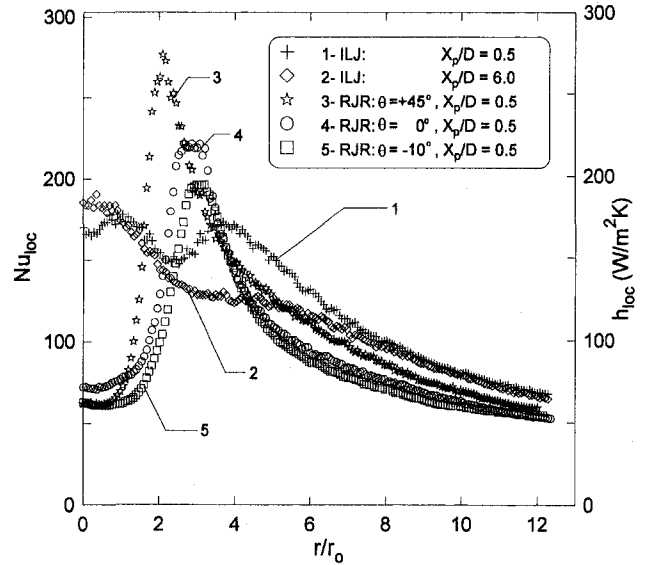 300
200
100
0
Nu_loc
300
200
100
0
h_loc (W/m²K)
1- ILJ: X_p/D = 0.5
2- ILJ: X_p/D = 6.0
3- RJR: θ=+45°, X_p/D = 0.5
4- RJR: θ= 0°, X_p/D = 0.5
5- RJR: θ= -10°, X_p/D = 0.5
3
4
1
2
5
0 2 4 6 8 10 12
r/r_o